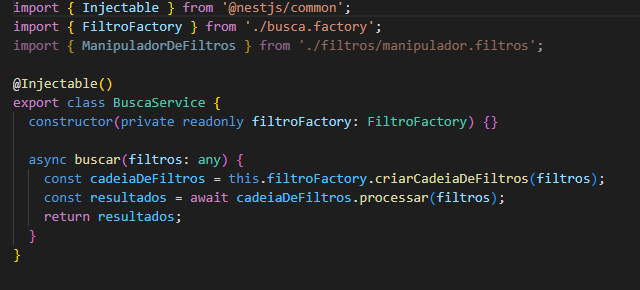 import { Injectable } from '@nestjs/common';
import { FiltroFactory } from './busca.factory';
import { ManipuladorDeFiltros } from './filtros/manipulador.filtros';

@Injectable()
export class BuscaService {
  constructor(private readonly filtroFactory: FiltroFactory) {}

  async buscar(filtros: any) {
    const cadeiaDeFiltros = this.filtroFactory.criarCadeiaDeFiltros(filtros);
    const resultados = await cadeiaDeFiltros.processar(filtros);
    return resultados;
  }
}